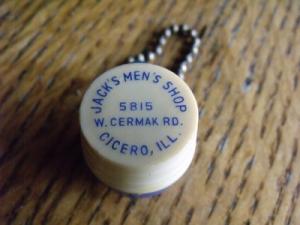 JACK'S MEN'S SHOP
5815
W. CERMAK RD.
CICERO, ILL.